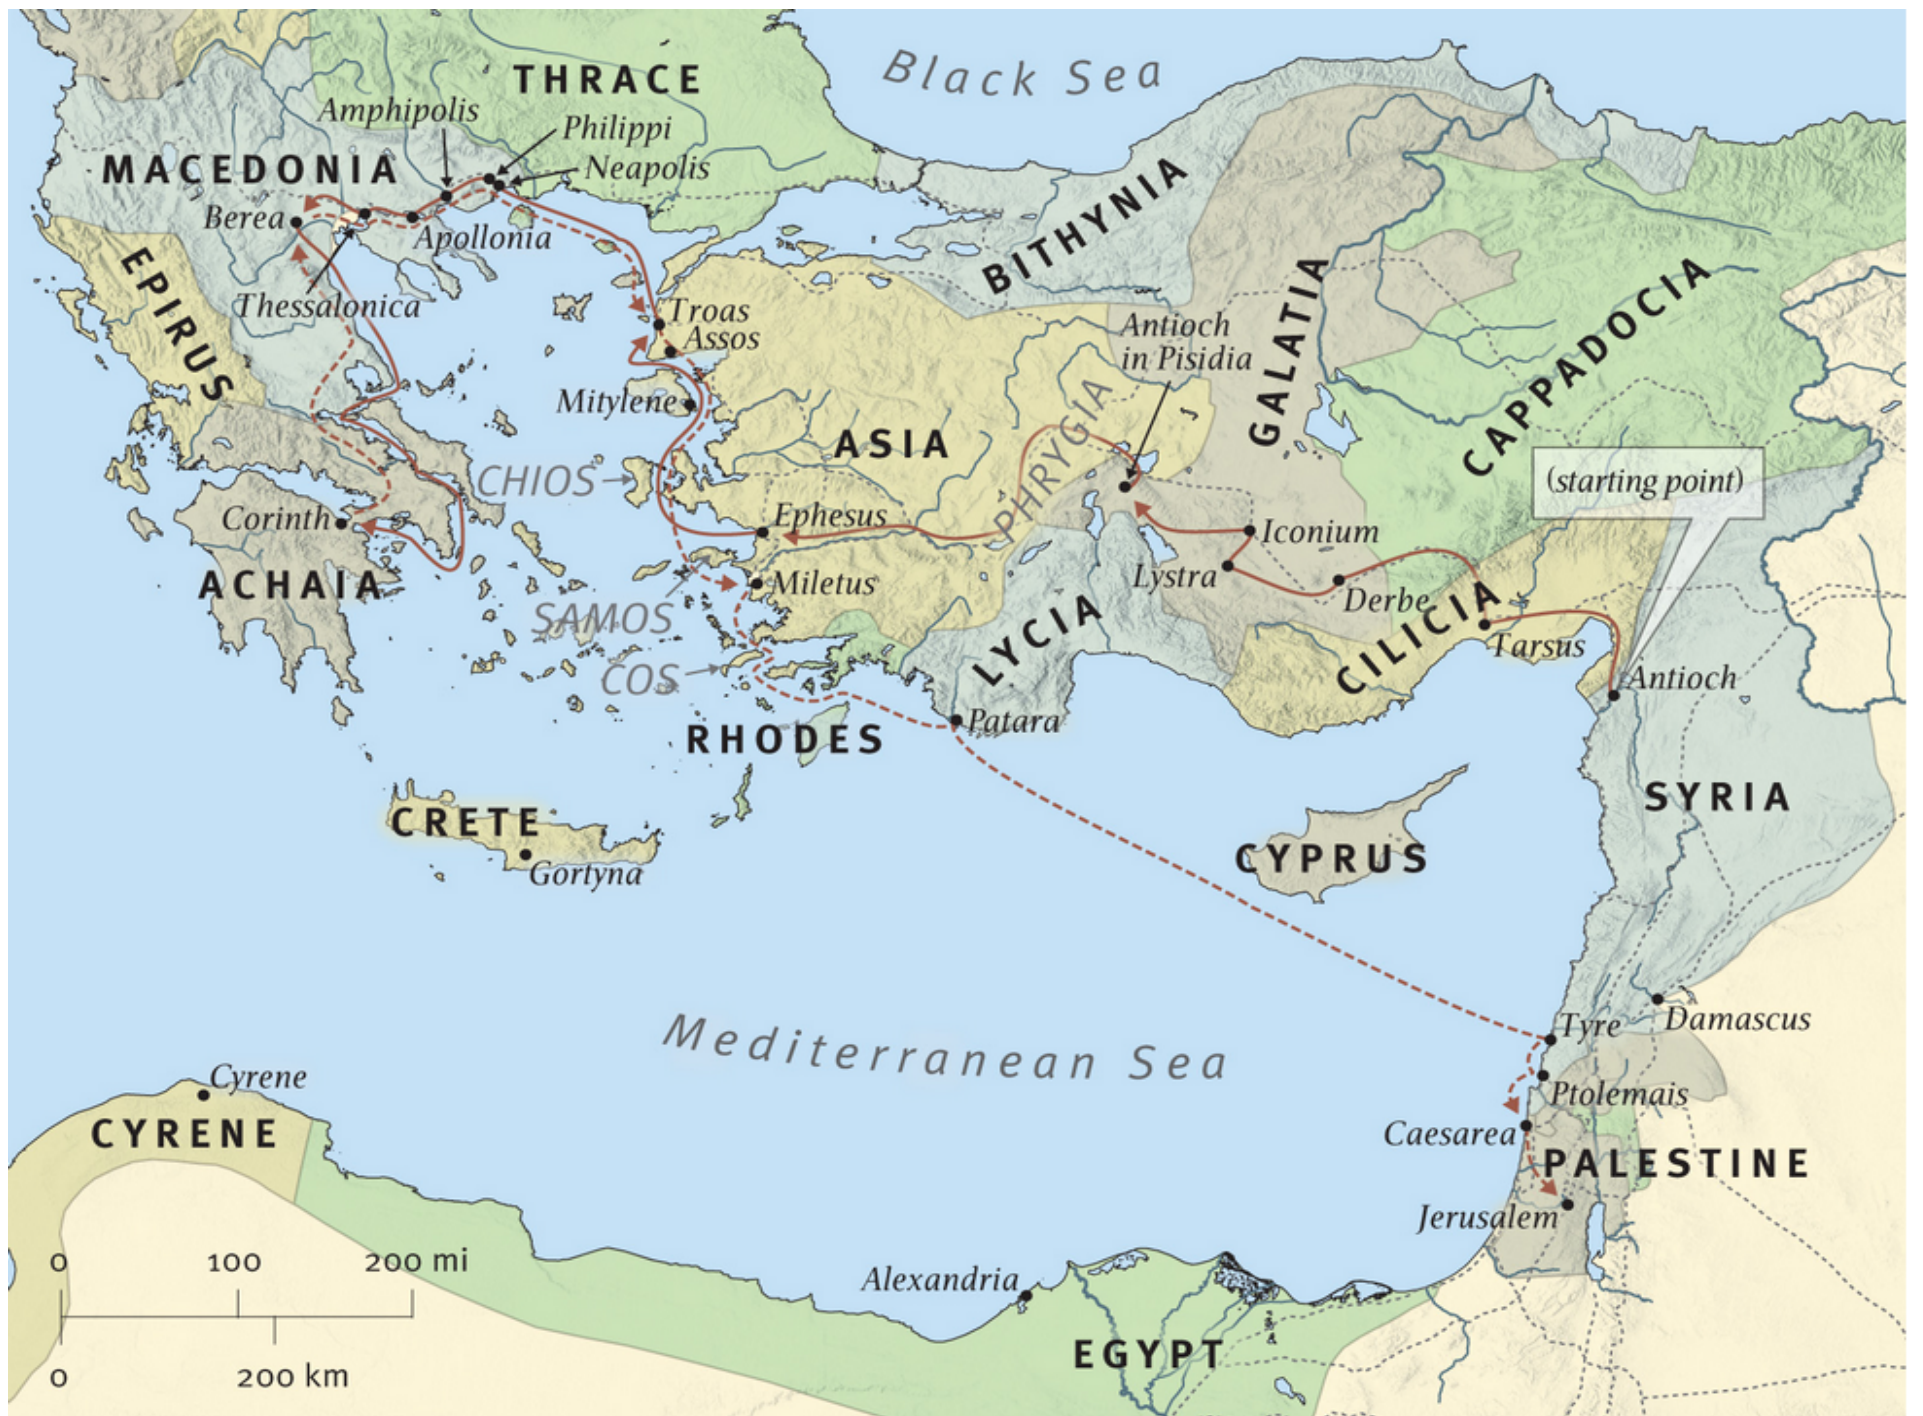 Black Sea
THRACE
Amphipolis
Philippi
MACEDONIA
Neapolis
Berea
Apollonia
BITHYNIA
EPIRUS
Thessalonica
Troas
Assos
Antioch
in Pisidia
GALATIA
CAPPADOCIA
Mitylene
ASIA
PHRYGIA
CHIOS
(starting point)
Corinth
Ephesus
Iconium
ACHAIA
Miletus
Lystra
Derbe
SAMOS
LYCIA
CILICIA
Tarsus
COS
Antioch
RHODES
Patara
SYRIA
CRETE
Gortyna
CYPRUS
Mediterranean Sea
Tyre
Damascus
Cyrene
Ptolemais
CYRENE
Caesarea
PALESTINE
Jerusalem
0 100 200 mi
Alexandria
EGYPT
0 200 km